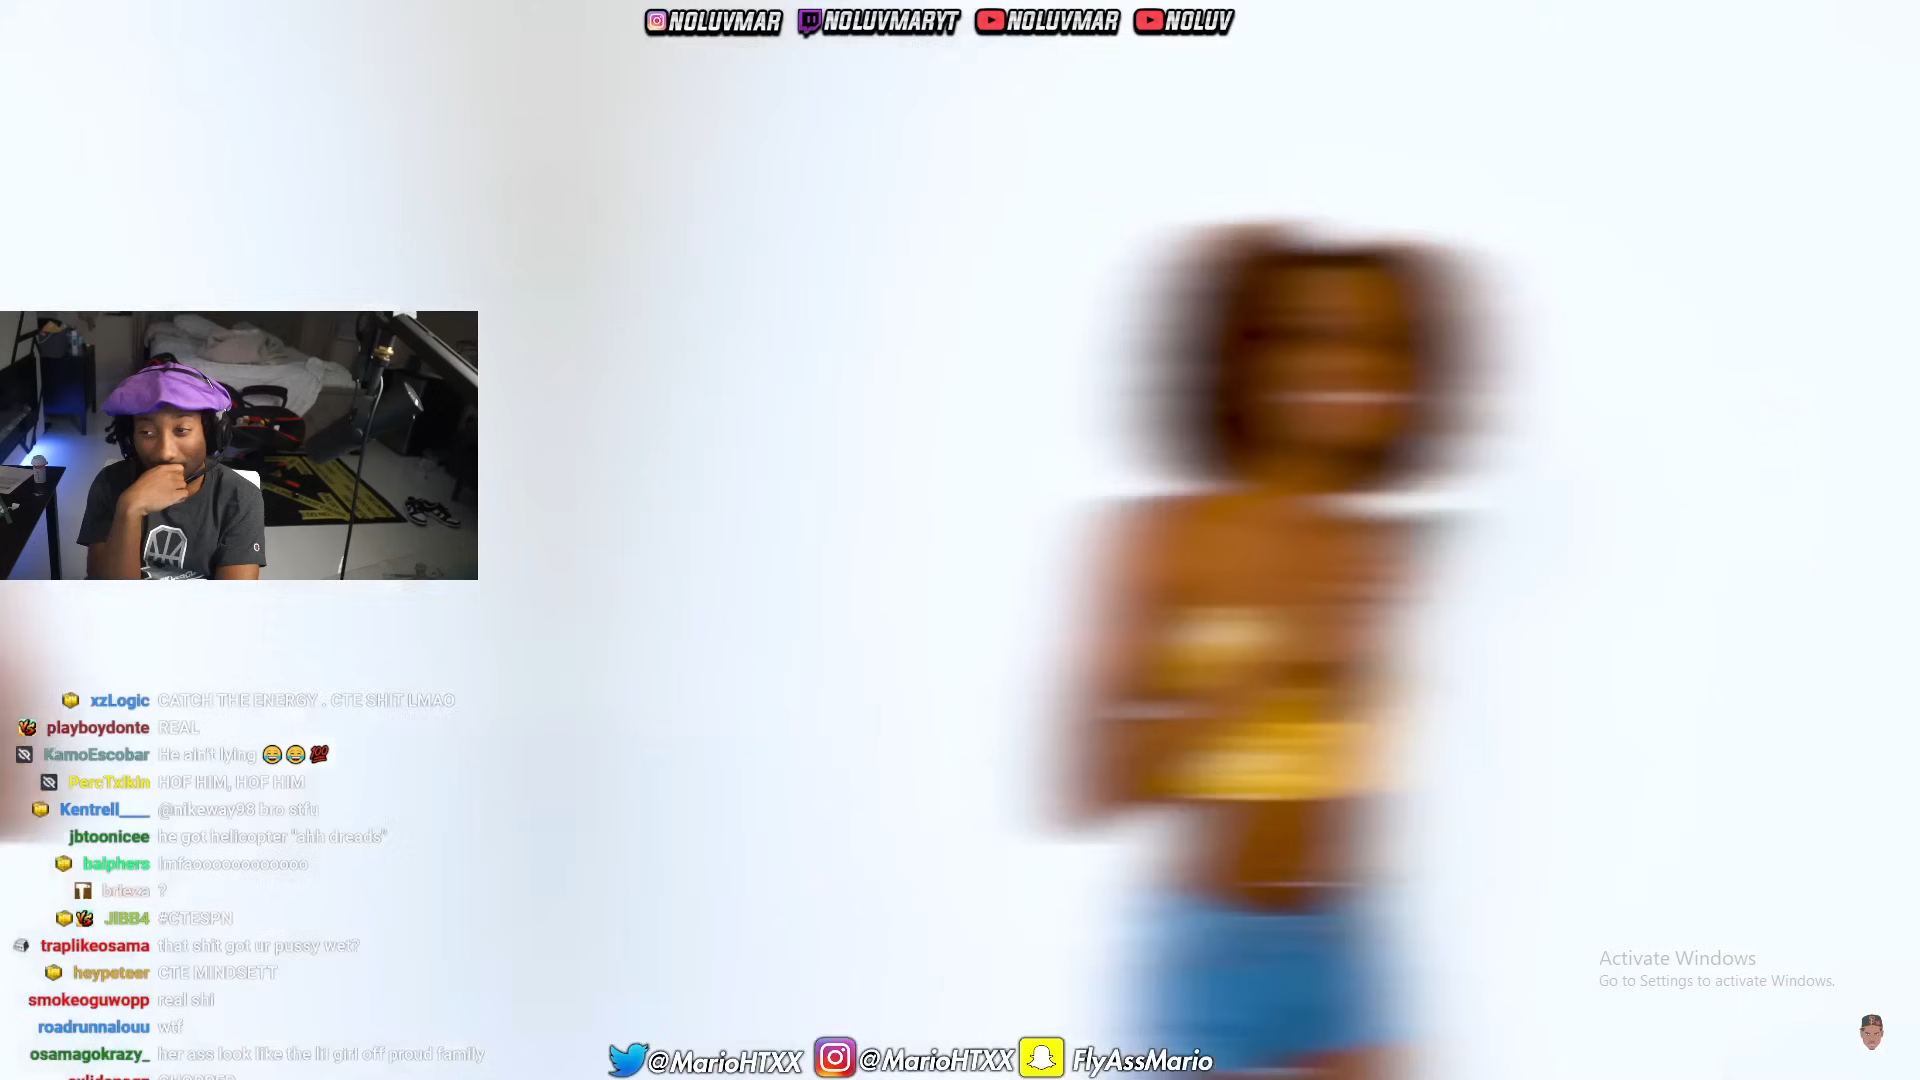 NOLUVMAR NOLUVMARYT NOLUVMAR NOLUV
xzLogic CATCH THE ENERGY . CTE SHIT LMAO
playboydonte REAL
KamoEscobar He ain't lying 😂 😂 💯
PercTxlkin HOF HIM, HOF HIM
Kentrell____ @nikeway98 bro stfu
jbtoonicee he got helicopter "ahh dreads"
balphers lmfaoooooooooooo
brieza ?
JIBB4 #CTESPN
traplikeosama that shit got ur pussy wet?
heypeteer CTE MINDSETT
smokeoguwopp real shi
roadrunnalouu wtf
osamagokrazy_ her ass look like the lil girl off proud family
Activate Windows
Go to Settings to activate Windows.
@MarioHTXX @MarioHTXX FlyAssMario